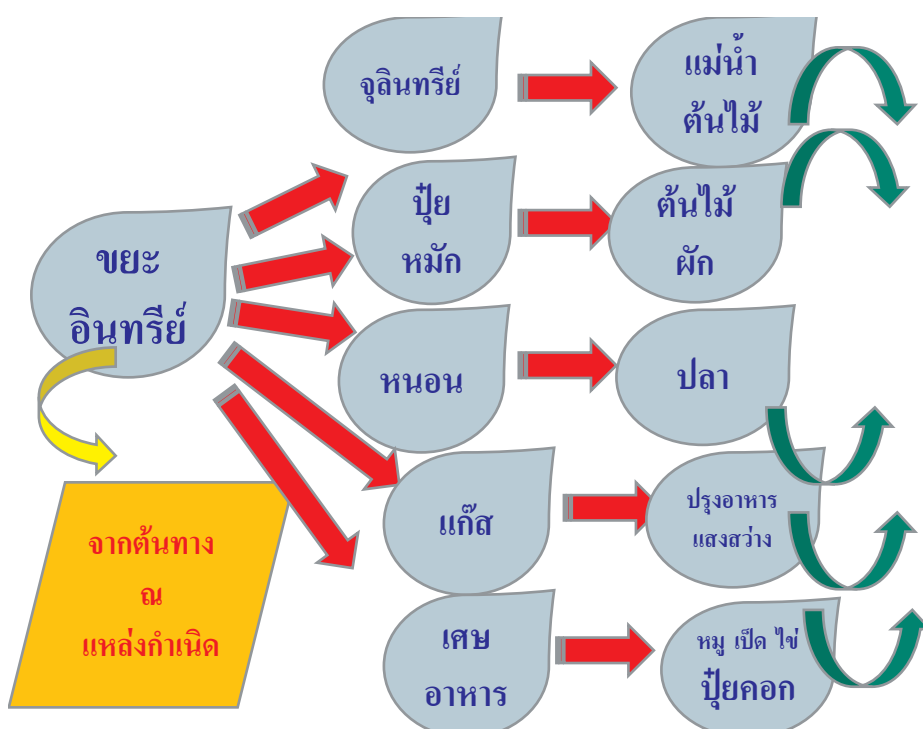 จุลินทรีย์
แม่น้ำ
ต้นไม้
ปุ๋ย
หมัก
ต้นไม้
ผัก
ขยะ
อินทรีย์
หนอน
ปลา
แก๊ส
ปรุงอาหาร
แสงสว่าง
จากต้นทาง
ณ
แหล่งกำเนิด
เศษ
อาหาร
หมู เป็ด ไข่
ปุ๋ยคอก